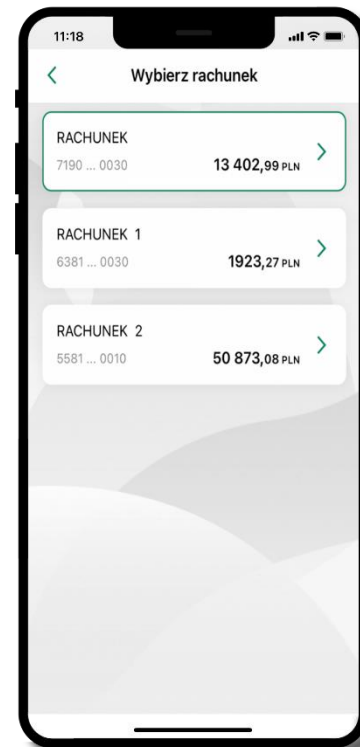 11:18
Wybierz rachunek
RACHUNEK
7190 ... 0030 13 402,99 PLN
RACHUNEK 1
6381 ... 0030 1923,27 PLN
RACHUNEK 2
5581 ... 0010 50 873,08 PLN